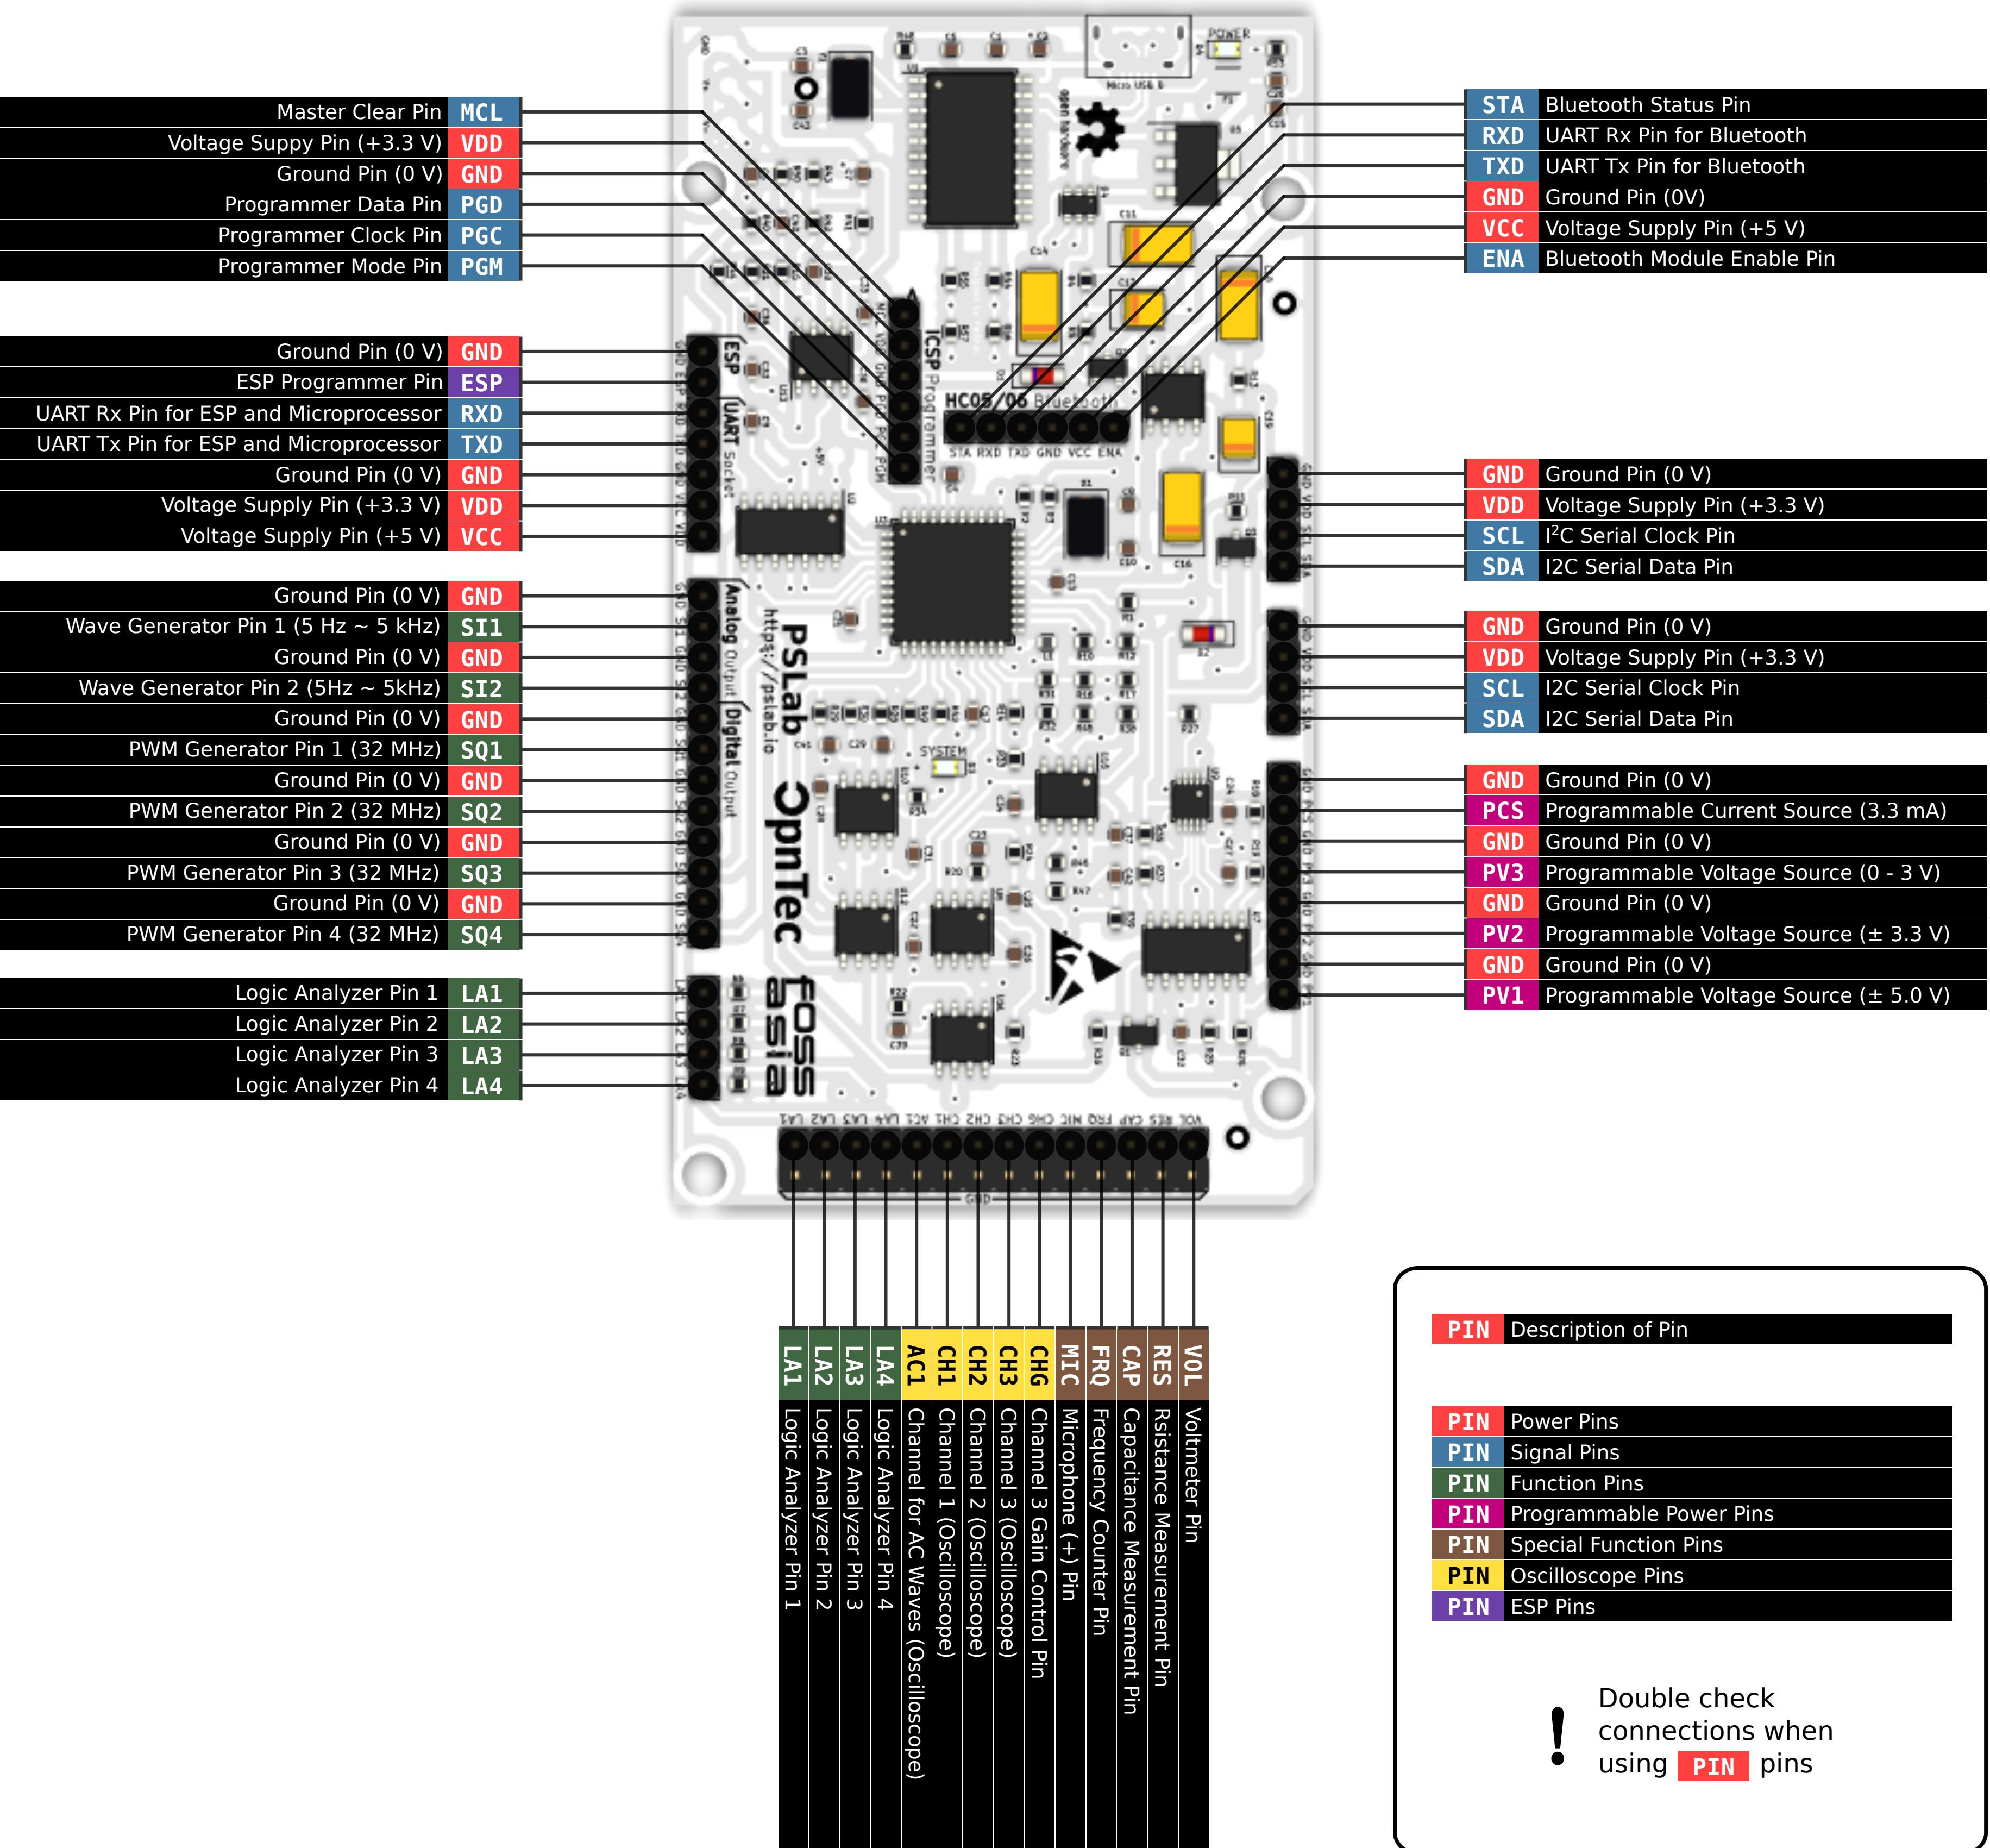 Master Clear Pin MCL
Voltage Suppy Pin (+3.3 V) VDD
Ground Pin (0 V) GND
Programmer Data Pin PGD
Programmer Clock Pin PGC
Programmer Mode Pin PGM
Ground Pin (0 V) GND
ESP Programmer Pin ESP
UART Rx Pin for ESP and Microprocessor RXD
UART Tx Pin for ESP and Microprocessor TXD
Ground Pin (0 V) GND
Voltage Supply Pin (+3.3 V) VDD
Voltage Supply Pin (+5 V) VCC
Ground Pin (0 V) GND
Wave Generator Pin 1 (5 Hz ~ 5 kHz) SI1
Ground Pin (0 V) GND
Wave Generator Pin 2 (5Hz ~ 5kHz) SI2
Ground Pin (0 V) GND
PWM Generator Pin 1 (32 MHz) SQ1
Ground Pin (0 V) GND
PWM Generator Pin 2 (32 MHz) SQ2
Ground Pin (0 V) GND
PWM Generator Pin 3 (32 MHz) SQ3
Ground Pin (0 V) GND
PWM Generator Pin 4 (32 MHz) SQ4
Logic Analyzer Pin 1 LA1
Logic Analyzer Pin 2 LA2
Logic Analyzer Pin 3 LA3
Logic Analyzer Pin 4 LA4
POWER
Micro USB B
open hardware
ICSP Programmer
HC05/06 Bluetooth
STA RXD TXD GND VCC ENA
ESP
UART Socket
Analog Output
Digital Output
PSLab
https://pslab.io
OpnTec
FOSS
asia
SYSTEM
LA1 LA2 LA3 LA4 AC1 CH1 CH2 CH3 CHG MIC FRQ CAP RES VOL
GND
STA Bluetooth Status Pin
RXD UART Rx Pin for Bluetooth
TXD UART Tx Pin for Bluetooth
GND Ground Pin (0V)
VCC Voltage Supply Pin (+5 V)
ENA Bluetooth Module Enable Pin
GND Ground Pin (0 V)
VDD Voltage Supply Pin (+3.3 V)
SCL I²C Serial Clock Pin
SDA I2C Serial Data Pin
GND Ground Pin (0 V)
VDD Voltage Supply Pin (+3.3 V)
SCL I2C Serial Clock Pin
SDA I2C Serial Data Pin
GND Ground Pin (0 V)
PCS Programmable Current Source (3.3 mA)
GND Ground Pin (0 V)
PV3 Programmable Voltage Source (0 - 3 V)
GND Ground Pin (0 V)
PV2 Programmable Voltage Source (± 3.3 V)
GND Ground Pin (0 V)
PV1 Programmable Voltage Source (± 5.0 V)
LA1 Logic Analyzer Pin 1
LA2 Logic Analyzer Pin 2
LA3 Logic Analyzer Pin 3
LA4 Logic Analyzer Pin 4
AC1 Channel for AC Waves (Oscilloscope)
CH1 Channel 1 (Oscilloscope)
CH2 Channel 2 (Oscilloscope)
CH3 Channel 3 (Oscilloscope)
CHG Channel 3 Gain Control Pin
MIC Microphone (+) Pin
FRQ Frequency Counter Pin
CAP Capacitance Measurement Pin
RES Rsistance Measurement Pin
VOL Voltmeter Pin
PIN Description of Pin
PIN Power Pins
PIN Signal Pins
PIN Function Pins
PIN Programmable Power Pins
PIN Special Function Pins
PIN Oscilloscope Pins
PIN ESP Pins
! Double check
connections when
using PIN pins